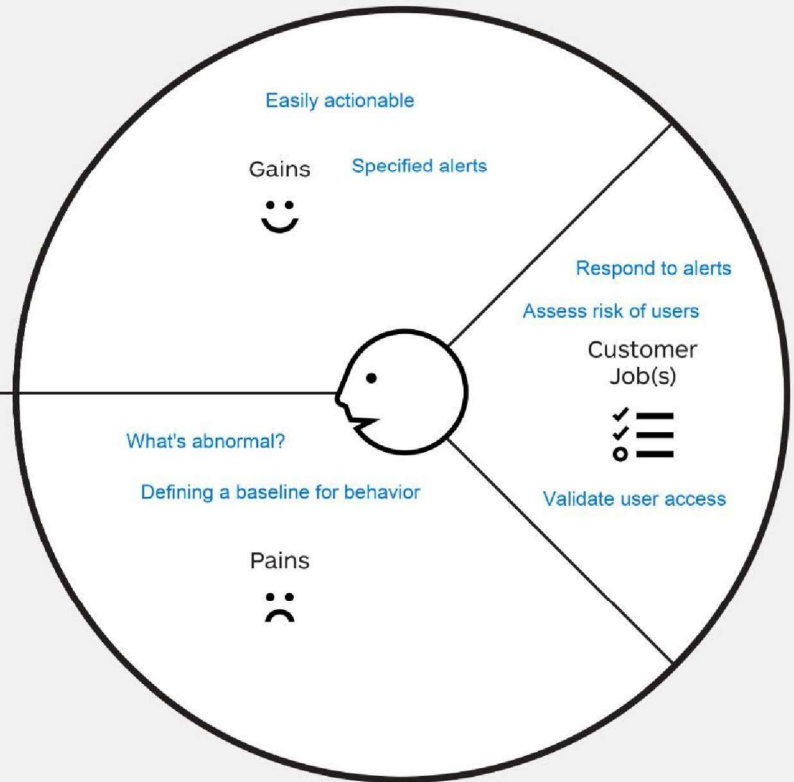 Easily actionable
Gains
Specified alerts
Respond to alerts
Assess risk of users
Customer
Job(s)
What's abnormal?
Defining a baseline for behavior
Validate user access
Pains